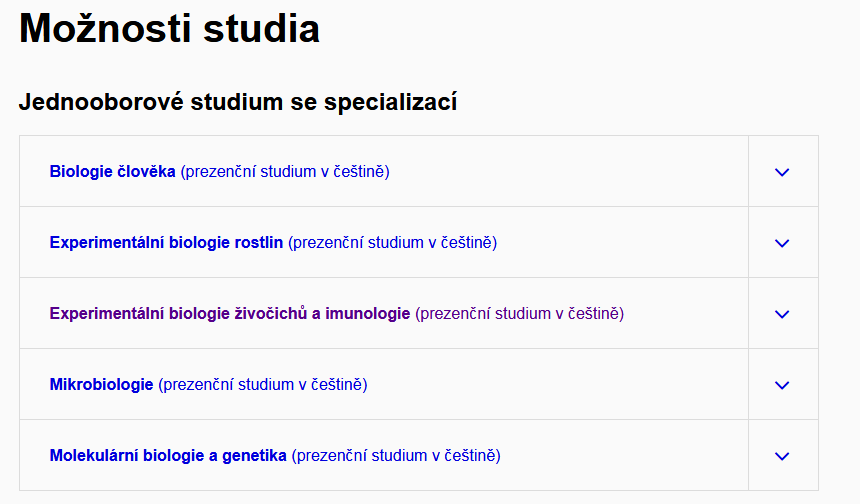 Možnosti studia
Jednooborové studium se specializací
Biologie člověka (prezenční studium v češtině)
Experimentální biologie rostlin (prezenční studium v češtině)
Experimentální biologie živočichů a imunologie (prezenční studium v češtině)
Mikrobiologie (prezenční studium v češtině)
Molekulární biologie a genetika (prezenční studium v češtině)